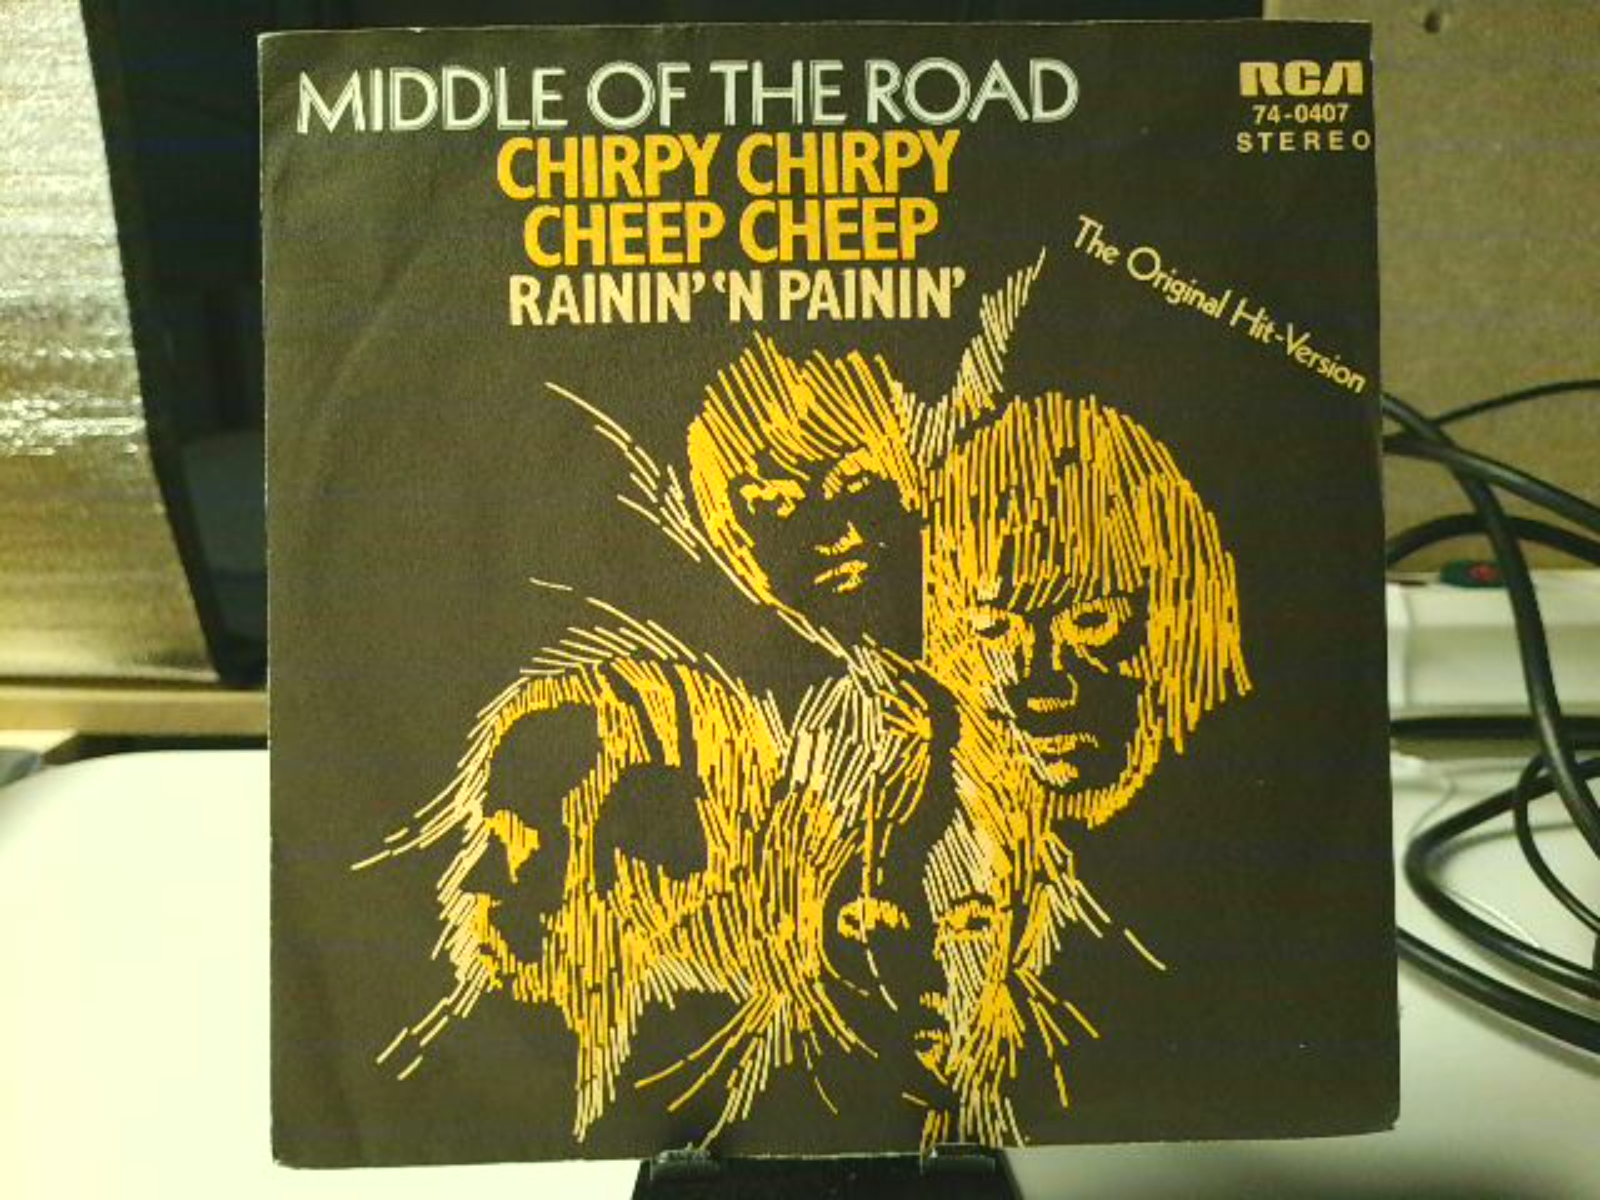 MIDDLE OF THE ROAD
CHIRPY CHIRPY
CHEEP CHEEP
RAININ' 'N PAININ'
RCA
74-0407
STEREO
The Original Hit-Version